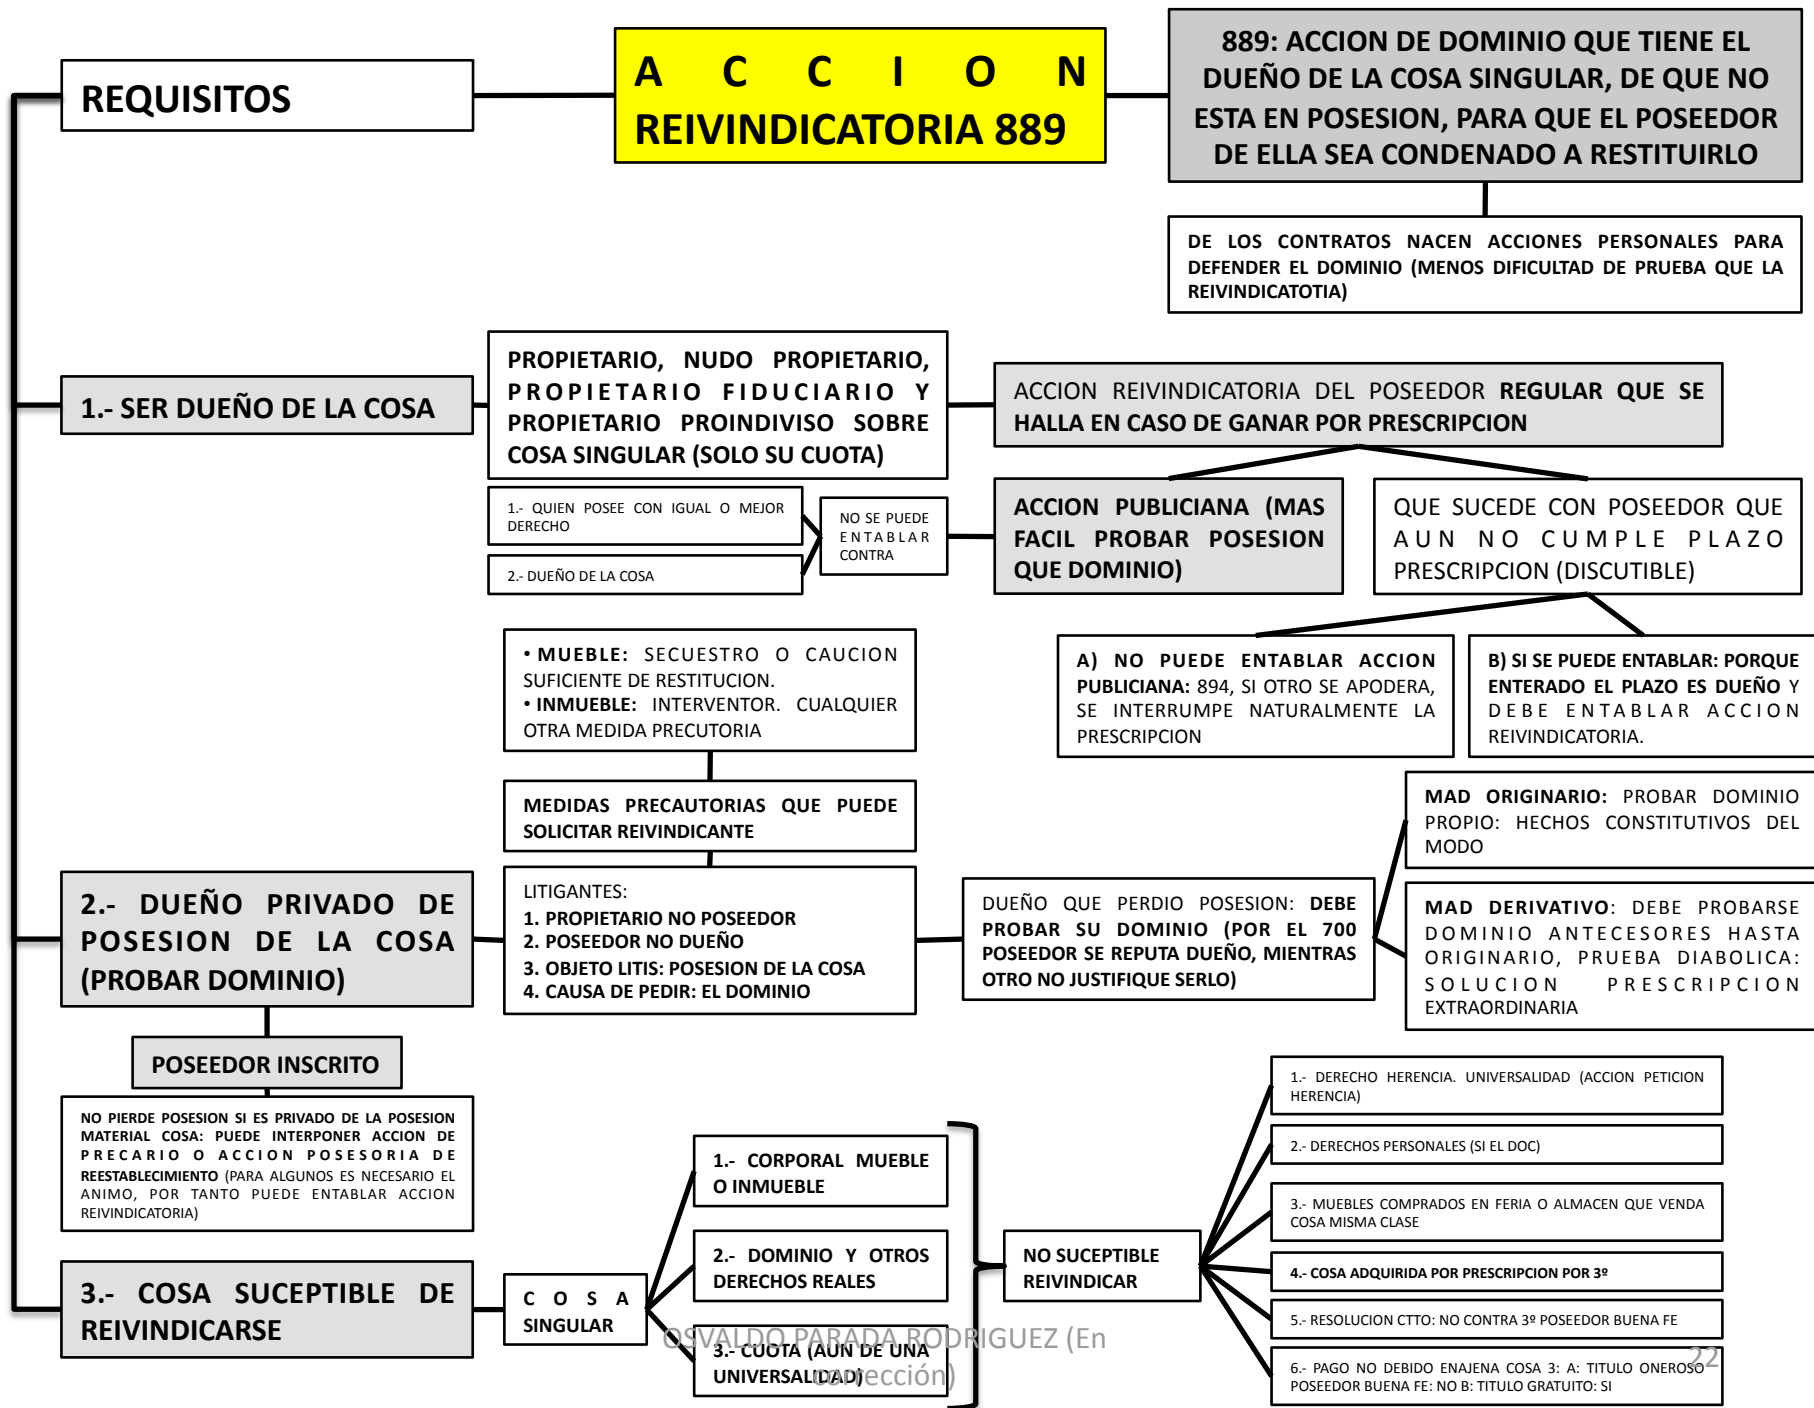 REQUISITOS
A C C I O N
REIVINDICATORIA 889
889: ACCION DE DOMINIO QUE TIENE EL
DUEÑO DE LA COSA SINGULAR, DE QUE NO
ESTA EN POSESION, PARA QUE EL POSEEDOR
DE ELLA SEA CONDENADO A RESTITUIRLO
DE LOS CONTRATOS NACEN ACCIONES PERSONALES PARA
DEFENDER EL DOMINIO (MENOS DIFICULTAD DE PRUEBA QUE LA
REIVINDICATOTIA)
1.- SER DUEÑO DE LA COSA
PROPIETARIO, NUDO PROPIETARIO,
PROPIETARIO FIDUCIARIO Y
PROPIETARIO PROINDIVISO SOBRE
COSA SINGULAR (SOLO SU CUOTA)
ACCION REIVINDICATORIA DEL POSEEDOR REGULAR QUE SE
HALLA EN CASO DE GANAR POR PRESCRIPCION
1.- QUIEN POSEE CON IGUAL O MEJOR
DERECHO
2.- DUEÑO DE LA COSA
NO SE PUEDE
ENTABLAR
CONTRA
ACCION PUBLICIANA (MAS
FACIL PROBAR POSESION
QUE DOMINIO)
QUE SUCEDE CON POSEEDOR QUE
AUN NO CUMPLE PLAZO
PRESCRIPCION (DISCUTIBLE)
A) NO PUEDE ENTABLAR ACCION
PUBLICIANA: 894, SI OTRO SE APODERA,
SE INTERRUMPE NATURALMENTE LA
PRESCRIPCION
B) SI SE PUEDE ENTABLAR: PORQUE
ENTERADO EL PLAZO ES DUEÑO Y
DEBE ENTABLAR ACCION
REIVINDICATORIA.
• MUEBLE: SECUESTRO O CAUCION
SUFICIENTE DE RESTITUCION.
• INMUEBLE: INTERVENTOR. CUALQUIER
OTRA MEDIDA PRECUTORIA
MEDIDAS PRECAUTORIAS QUE PUEDE
SOLICITAR REIVINDICANTE
2.- DUEÑO PRIVADO DE
POSESION DE LA COSA
(PROBAR DOMINIO)
LITIGANTES:
1. PROPIETARIO NO POSEEDOR
2. POSEEDOR NO DUEÑO
3. OBJETO LITIS: POSESION DE LA COSA
4. CAUSA DE PEDIR: EL DOMINIO
DUEÑO QUE PERDIO POSESION: DEBE
PROBAR SU DOMINIO (POR EL 700
POSEEDOR SE REPUTA DUEÑO, MIENTRAS
OTRO NO JUSTIFIQUE SERLO)
MAD ORIGINARIO: PROBAR DOMINIO
PROPIO: HECHOS CONSTITUTIVOS DEL
MODO
MAD DERIVATIVO: DEBE PROBARSE
DOMINIO ANTECESORES HASTA
ORIGINARIO, PRUEBA DIABOLICA:
SOLUCION PRESCRIPCION
EXTRAORDINARIA
POSEEDOR INSCRITO
NO PIERDE POSESION SI ES PRIVADO DE LA POSESION
MATERIAL COSA: PUEDE INTERPONER ACCION DE
PRECARIO O ACCION POSESORIA DE
REESTABLECIMIENTO (PARA ALGUNOS ES NECESARIO EL
ANIMO, POR TANTO PUEDE ENTABLAR ACCION
REIVINDICATORIA)
3.- COSA SUCEPTIBLE DE
REIVINDICARSE
C O S A
SINGULAR
1.- CORPORAL MUEBLE
O INMUEBLE
2.- DOMINIO Y OTROS
DERECHOS REALES
3.- CUOTA (AUN DE UNA
UNIVERSALIDAD)
NO SUCEPTIBLE
REIVINDICAR
1.- DERECHO HERENCIA. UNIVERSALIDAD (ACCION PETICION
HERENCIA)
2.- DERECHOS PERSONALES (SI EL DOC)
3.- MUEBLES COMPRADOS EN FERIA O ALMACEN QUE VENDA
COSA MISMA CLASE
4.- COSA ADQUIRIDA POR PRESCRIPCION POR 3º
5.- RESOLUCION CTTO: NO CONTRA 3º POSEEDOR BUENA FE
6.- PAGO NO DEBIDO ENAJENA COSA 3: A: TITULO ONEROSO
POSEEDOR BUENA FE: NO B: TITULO GRATUITO: SI
OSVALDO PARADA RODRIGUEZ (En
corrección)
22